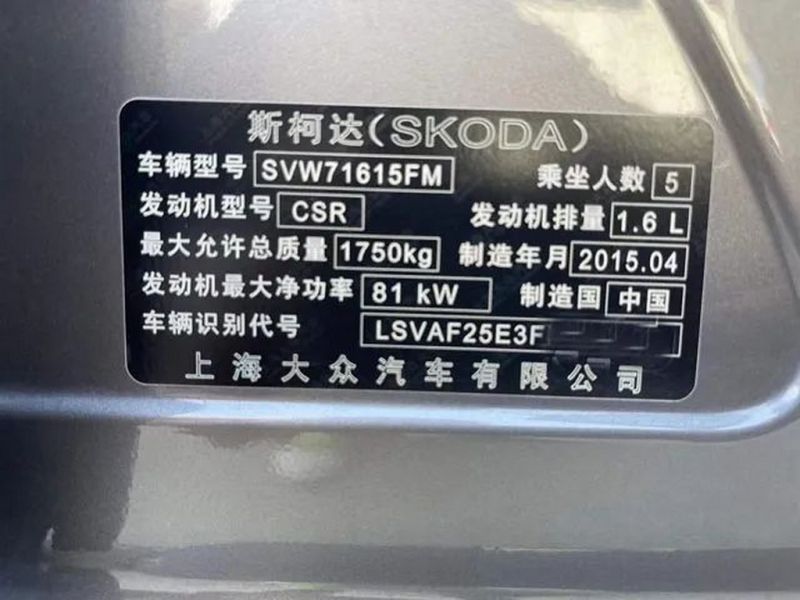 斯柯达(SKODA)
车辆型号 SVW71615FM 乘坐人数 5
发动机型号 CSR 发动机排量 1.6 L
最大允许总质量 1750kg 制造年月 2015.04
发动机最大净功率 81 kW 制造国 中国
车辆识别代号 LSVAF25E3F
上海大众汽车有限公司